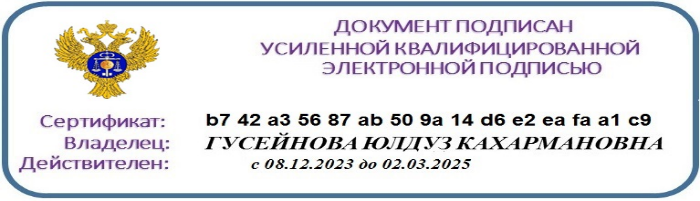 ДОКУМЕНТ ПОДПИСАН
УСИЛЕННОЙ КВАЛИФИЦИРОВАННОЙ
ЭЛЕКТРОННОЙ ПОДПИСЬЮ
Сертификат: b7 42 a3 56 87 ab 50 9a 14 d6 e2 ea fa a1 c9
Владелец: ГУСЕЙНОВА ЮЛДУЗ КАХАРМАНОВНА
Действителен: с 08.12.2023 до 02.03.2025